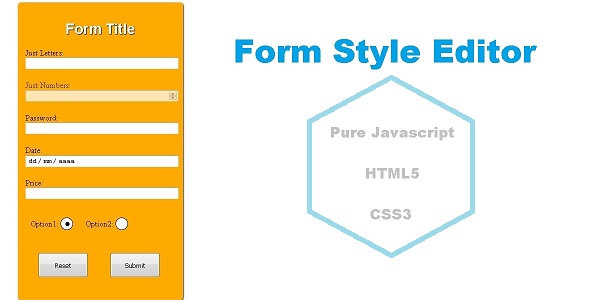 Form Title
Just Letters:
Just Numbers:
Password:
Date:
dd / mm / aaaa
Price:
Option1: Option2:
Reset Submit
Form Style Editor
Pure Javascript
HTML5
CSS3